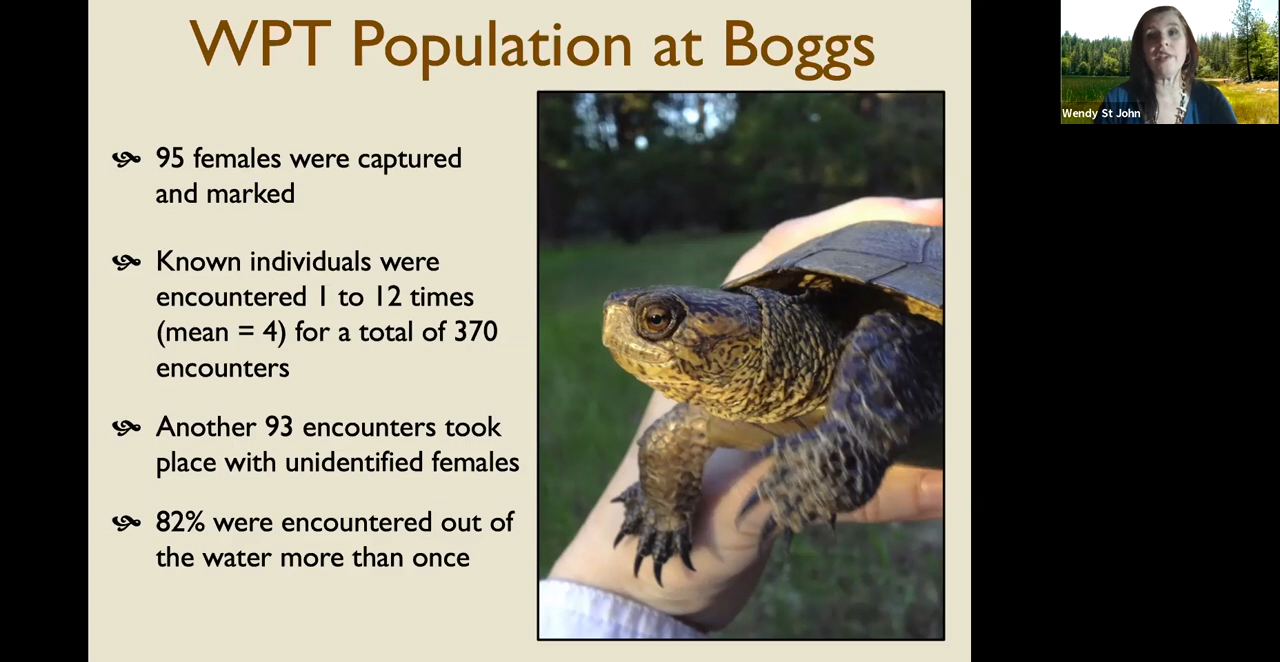 WPT Population at Boggs
95 females were captured
and marked
Known individuals were
encountered 1 to 12 times
(mean = 4) for a total of 370
encounters
Another 93 encounters took
place with unidentified females
82% were encountered out of
the water more than once
Wendy St John